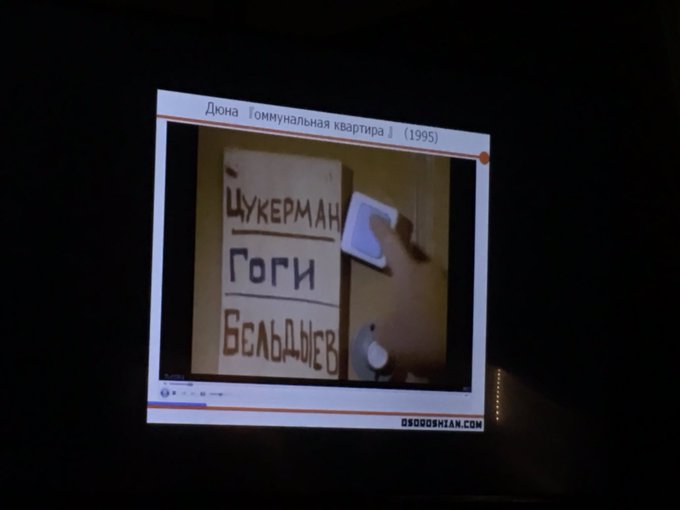 Дюна 『оммунальная квартира 』 (1995)
ЦУКЕРМАН
ГОГИ
БЕЛЬДЫЕВ
OSOROSHIAN.COM